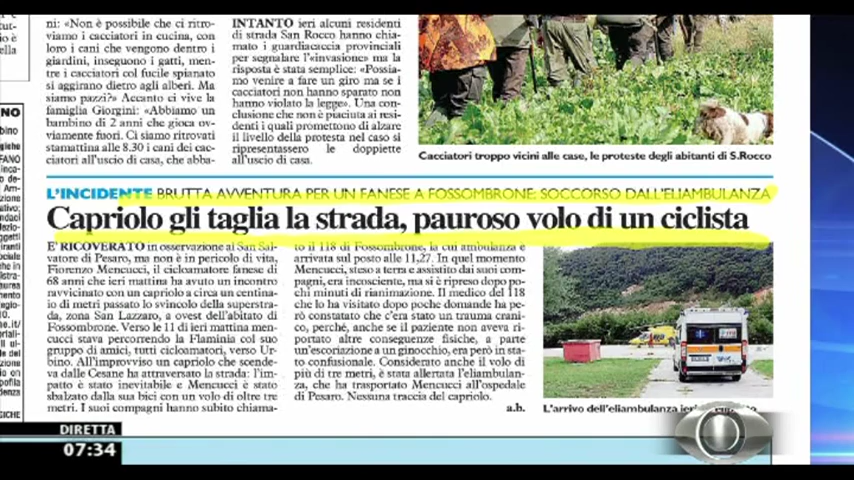 ni: «Non è possibile che ci ritro-
viamo i cacciatori in cucina, con
loro i cani che vengono dentro i
giardini, inseguono i gatti, mentre
i cacciatori col fucile spianato
si aggirano dietro agli alberi. Ma
siamo pazzi?» Accanto ci vive la
famiglia Giorgini: «Abbiamo un
bambino di 2 anni che gioca ov-
viamente fuori. Ci siamo ritrovati
stamattina alle 8.30 i cani dei cac-
ciatori all'uscio di casa, che abba-
INTANTO ieri alcuni residenti
di strada San Rocco hanno chia-
mato i guardiacaccia provinciali
per segnalare l'«invasione» ma la
risposta è stata semplice: «Possia-
mo venire a fare un giro ma se i
cacciatori non hanno sparato non
hanno violato la legge». Una con-
clusione che non è piaciuta ai resi-
denti i quali promettono di alzare
il livello della protesta nel caso si
ripresentassero le doppiette
all'uscio di casa.
Cacciatori troppo vicini alle case, le proteste degli abitanti di S.Rocco
L'INCIDENTE BRUTTA AVVENTURA PER UN FANESE A FOSSOMBRONE: SOCCORSO DALL'ELIAMBULANZA
Capriolo gli taglia la strada, pauroso volo di un ciclista
E' RICOVERATO in osservazione al San Sal-
vatore di Pesaro, ma non è in pericolo di vita,
Fiorenzo Mencucci, il cicloamatore fanese di
68 anni che ieri mattina ha avuto un incontro
ravvicinato con un capriolo a circa un centina-
io di metri passato lo svincolo della superstra-
da, zona San Lazzaro, a ovest dell'abitato di
Fossombrone. Verso le 11 di ieri mattina men-
cucci stava percorrendo la Flaminia col suo
gruppo di amici, tutti cicloamatori, verso Ur-
bino. All'improvviso un capriolo che scende-
va dalle Cesane ha attraversato la strada: l'im-
patto è stato inevitabile e Mencucci è stato
sbalzato dalla sua bici con un volo di oltre tre
metri. I suoi compagni hanno subito chiama-
to il 118 di Fossombrone, la cui ambulanza è
arrivata sul posto alle 11,27. In quel momento
Mencucci, steso a terra e assistito dai suoi com-
pagni, era incosciente, ma si è ripreso dopo po-
chi minuti di rianimazione. Il medico del 118
che lo ha visitato dopo poche domande ha pe-
rò constatato che c'era stato un trauma crani-
co, perché, anche se il paziente non aveva ri-
portato altre conseguenze fisiche, a parte
un'escoriazione a un ginocchio, era però in sta-
to confusionale. Considerato anche il volo di
più di tre metri, è stata allertata l'eliambulan-
za, che ha trasportato Mencucci all'ospedale
di Pesaro. Nessuna traccia del capriolo.
a.b.
L'arrivo dell'eliambulanza ieri
DIRETTA
07:34